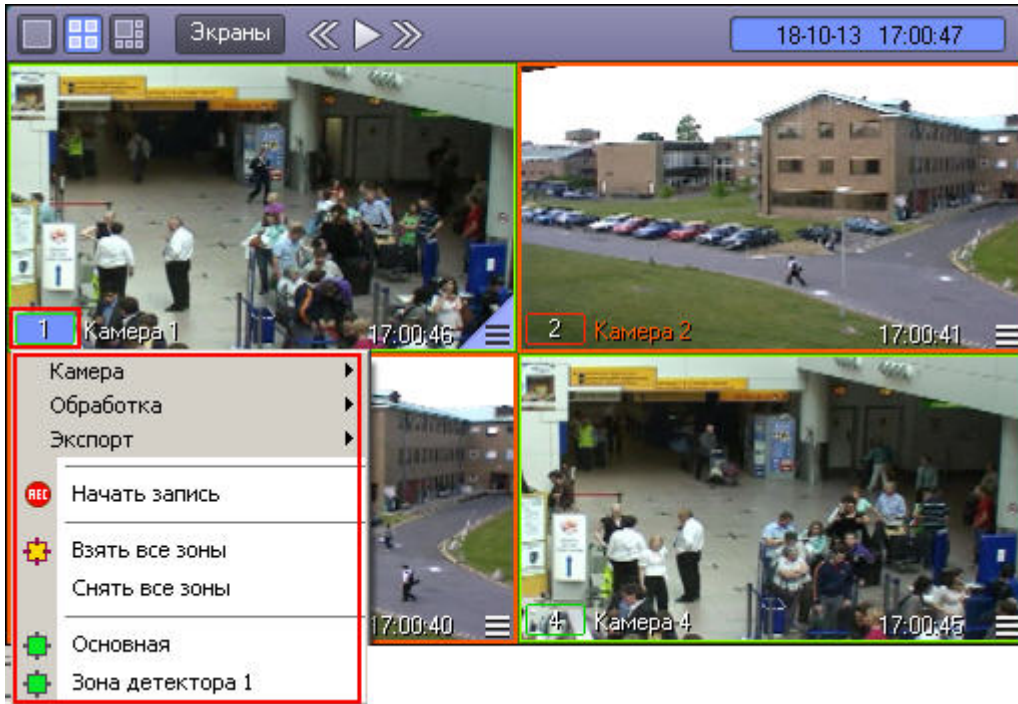 Экраны
18-10-13 17:00:47
1 Камера 1 17:00:46
2 Камера 2 17:00:41
Камера
Обработка
Экспорт
REC Начать запись
Взять все зоны
Снять все зоны
17:00:40
4 Камера 4 17:00:45
Основная
Зона детектора 1